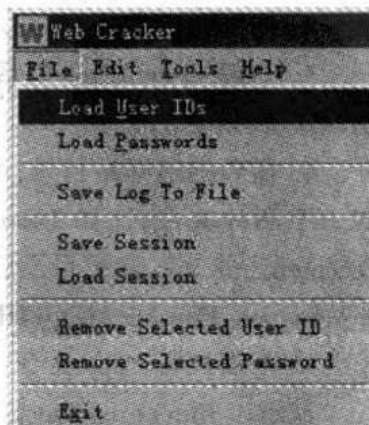 W Web Cracker
File Edit Tools Help
Load User IDs
Load Passwords
Save Log To File
Save Session
Load Session
Remove Selected User ID
Remove Selected Password
Exit